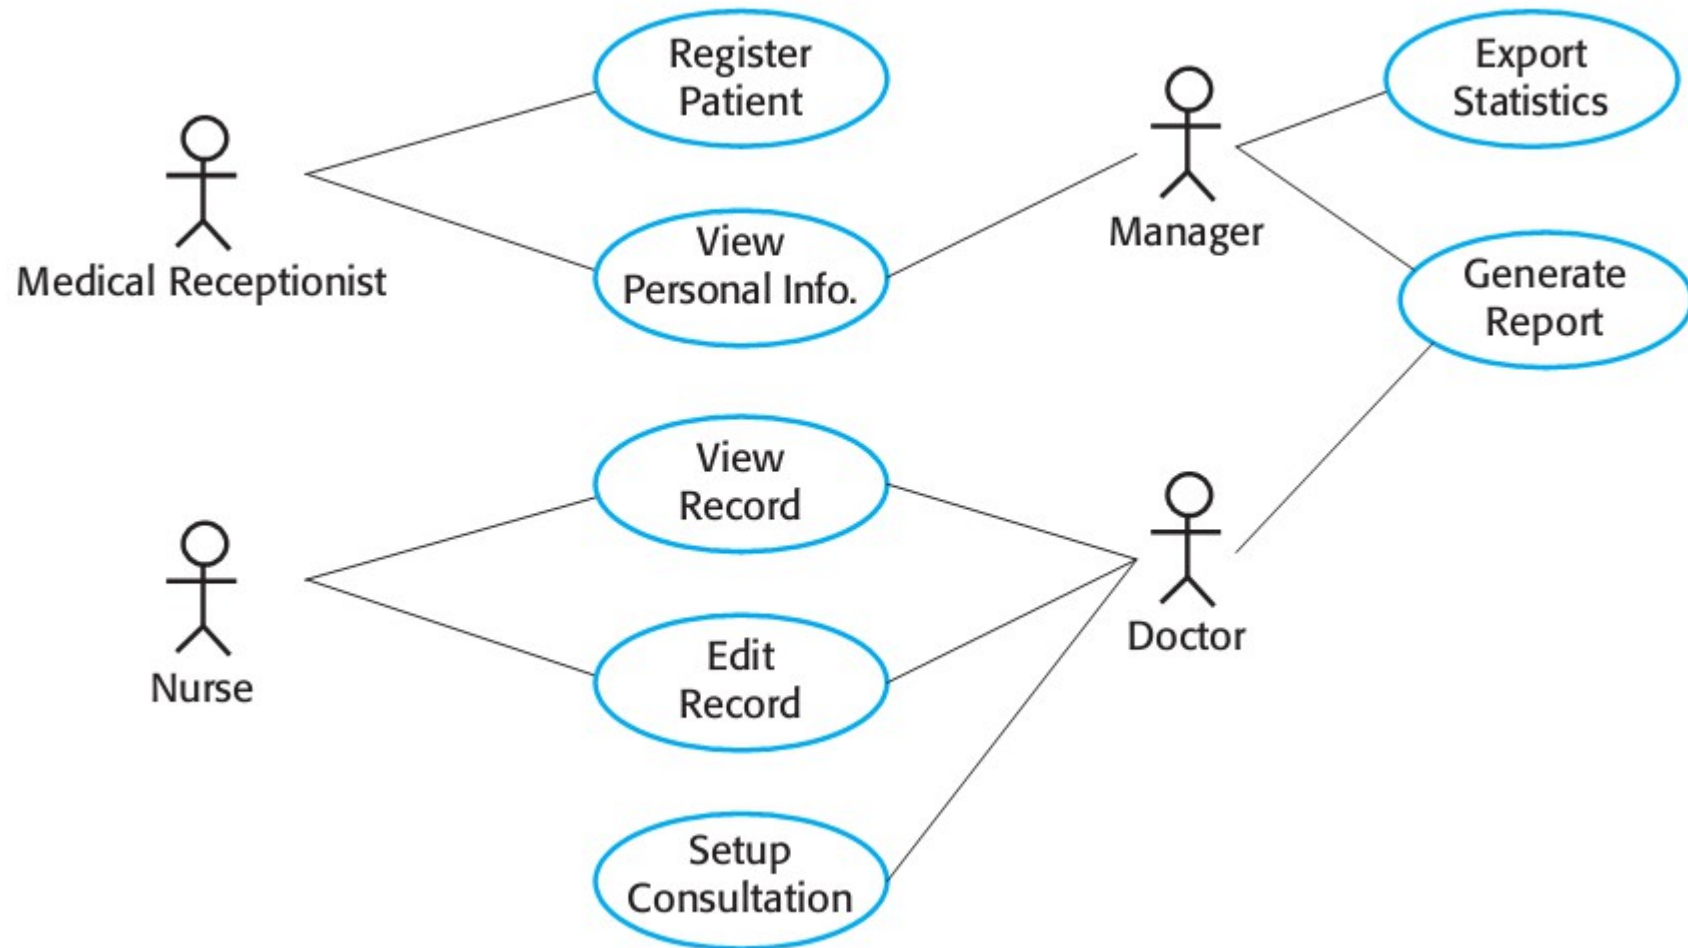 Register
Patient
Export
Statistics
Medical Receptionist
View
Personal Info.
Manager
Generate
Report
View
Record
Nurse
Edit
Record
Doctor
Setup
Consultation